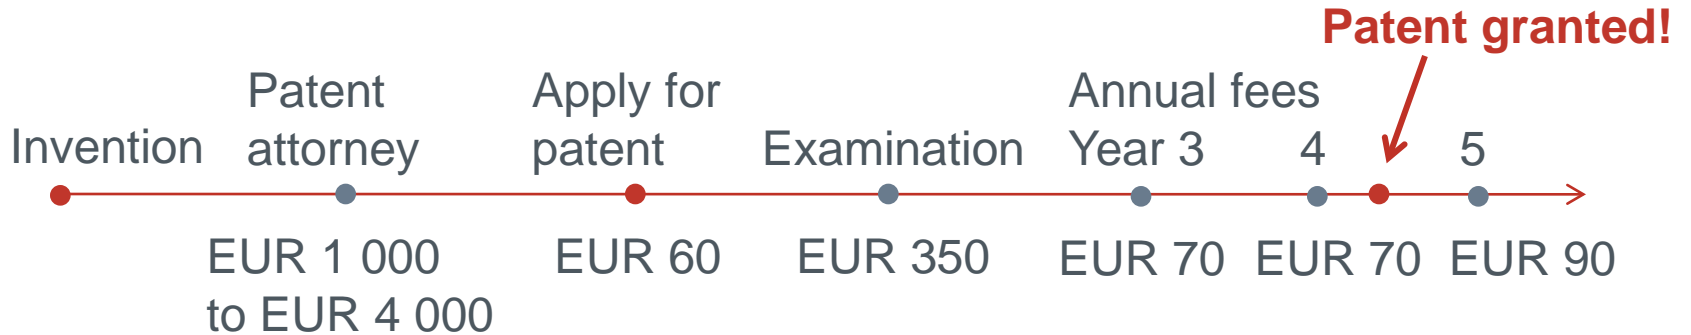 Patent granted!
Invention
Patent
attorney
Apply for
patent
Examination
Annual fees
Year 3
4
5
EUR 1 000
to EUR 4 000
EUR 60
EUR 350
EUR 70
EUR 70
EUR 90